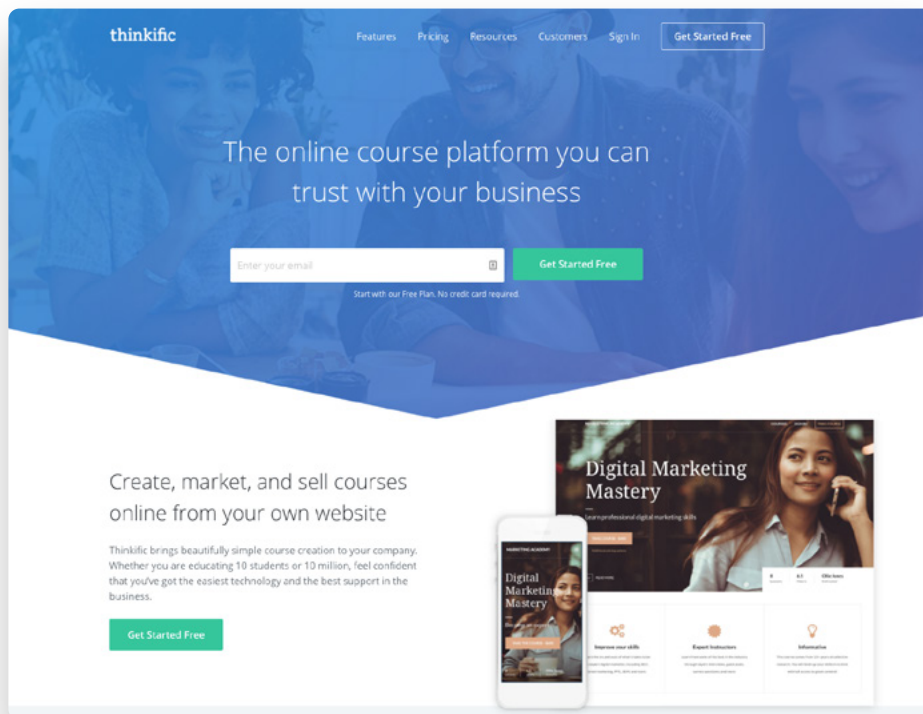 thinkific
Features Pricing Resources Customers Sign In Get Started Free
The online course platform you can
trust with your business
Enter your email
Get Started Free
Start with our Free Plan. No credit card required.
Create, market, and sell courses
online from your own website
Thinkific brings beautifully simple course creation to your company.
Whether you are educating 10 students or 10 million, feel confident
that you've got the easiest technology and the best support in the
business.
Get Started Free
Digital Marketing
Mastery
Learn professional digital marketing skills
MARKETING ACADEMY
Digital
Marketing
Mastery
Improve your skills
Expert Instructors
Informative